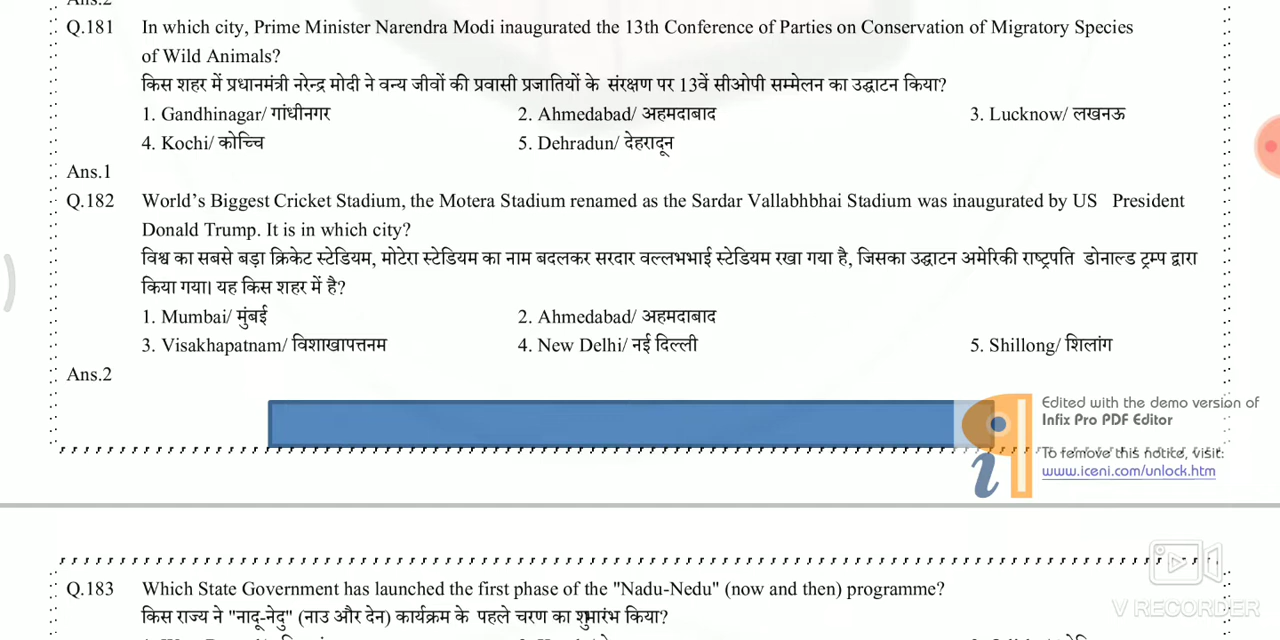 Q.181 In which city, Prime Minister Narendra Modi inaugurated the 13th Conference of Parties on Conservation of Migratory Species
of Wild Animals?
किस शहर में प्रधानमंत्री नरेन्द्र मोदी ने वन्य जीवों की प्रवासी प्रजातियों के संरक्षण पर 13वें सीओपी सम्मेलन का उद्घाटन किया?
1. Gandhinagar/ गांधीनगर 2. Ahmedabad/ अहमदाबाद 3. Lucknow/ लखनऊ
4. Kochi/ कोच्चि 5. Dehradun/ देहरादून
Ans.1
Q.182 World's Biggest Cricket Stadium, the Motera Stadium renamed as the Sardar Vallabhbhai Stadium was inaugurated by US President
Donald Trump. It is in which city?
विश्व का सबसे बड़ा क्रिकेट स्टेडियम, मोटेरा स्टेडियम का नाम बदलकर सरदार वल्लभभाई स्टेडियम रखा गया है, जिसका उद्घाटन अमेरिकी राष्ट्रपति डोनाल्ड ट्रम्प द्वारा
किया गया। यह किस शहर में है?
1. Mumbai/ मुंबई 2. Ahmedabad/ अहमदाबाद
3. Visakhapatnam/ विशाखापत्तनम 4. New Delhi/ नई दिल्ली 5. Shillong/ शिलांग
Ans.2
Edited with the demo version of
Infix Pro PDF Editor
To remove this notice, visit:
www.iceni.com/unlock.htm
Q.183 Which State Government has launched the first phase of the "Nadu-Nedu" (now and then) programme?
किस राज्य ने "नादू-नेदु" (नाउ और देन) कार्यक्रम के पहले चरण का शुभारंभ किया?
V RECORDER